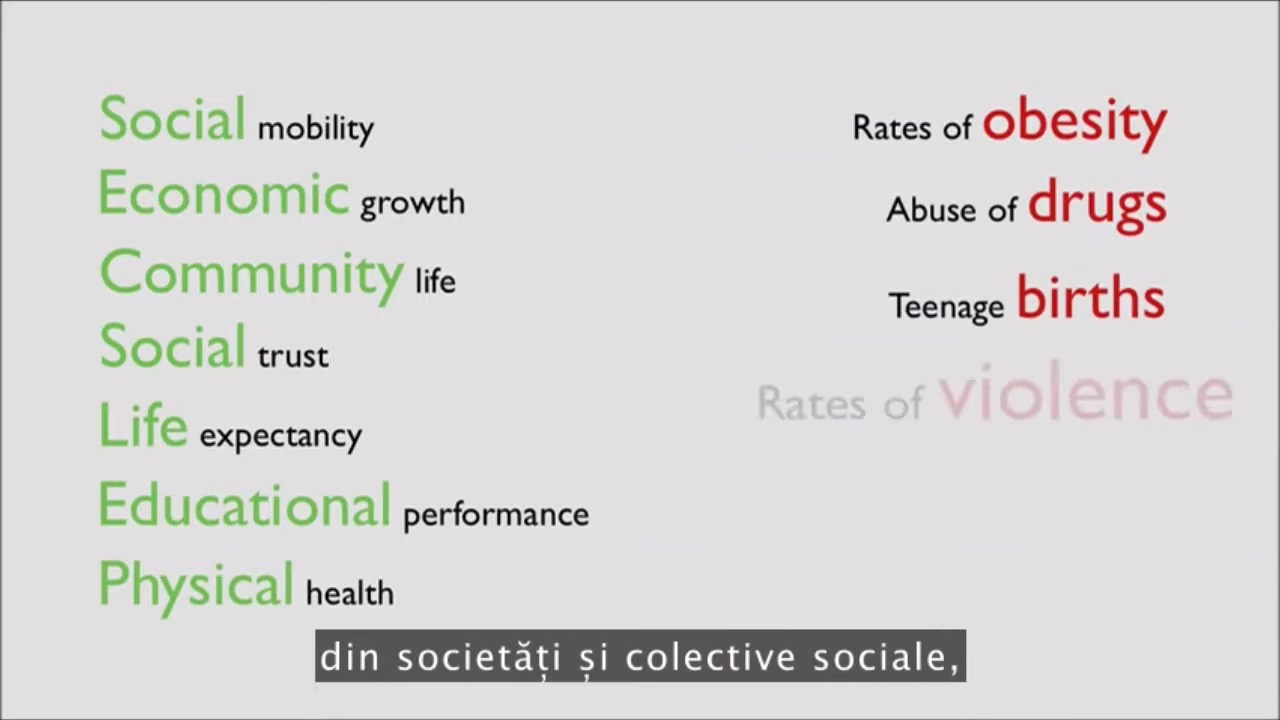 Social mobility
Economic growth
Community life
Social trust
Life expectancy
Educational performance
Physical health
Rates of obesity
Abuse of drugs
Teenage births
Rates of violence
din societăți și colective sociale,